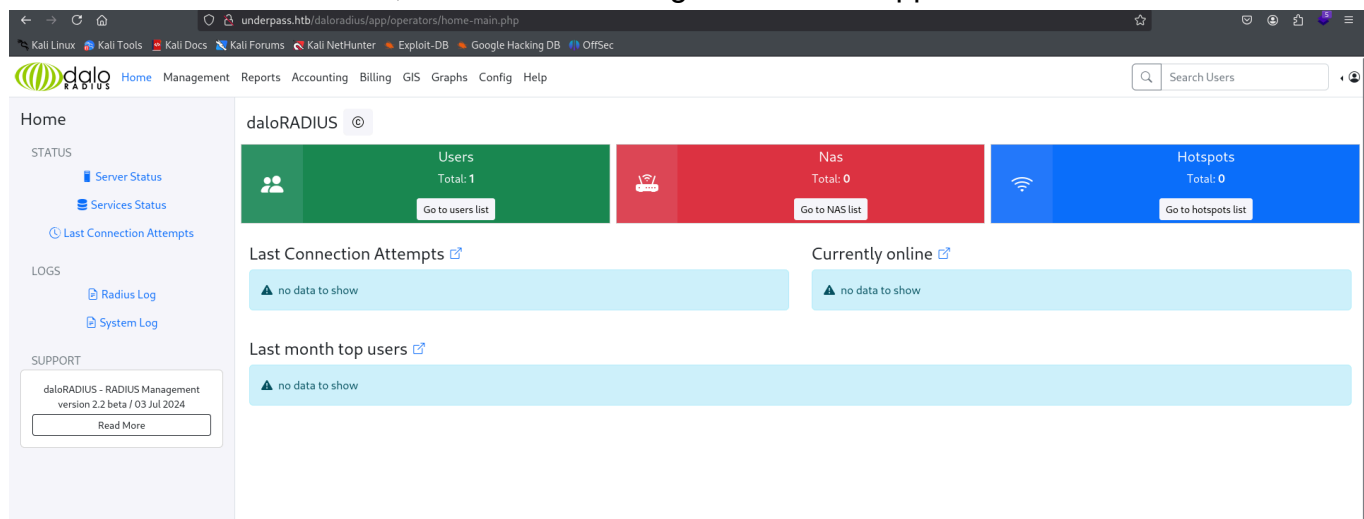 underpass.htb/daloradius/app/operators/home-main.php
Kali Linux Kali Tools Kali Docs Kali Forums Kali NetHunter Exploit-DB Google Hacking DB OffSec
dalo RADIUS Home Management Reports Accounting Billing GIS Graphs Config Help Search Users
Home
STATUS
Server Status
Services Status
Last Connection Attempts
LOGS
Radius Log
System Log
SUPPORT
daloRADIUS - RADIUS Management
version 2.2 beta / 03 Jul 2024
Read More
daloRADIUS ©
Users
Total: 1
Go to users list
Nas
Total: 0
Go to NAS list
Hotspots
Total: 0
Go to hotspots list
Last Connection Attempts
no data to show
Currently online
no data to show
Last month top users
no data to show